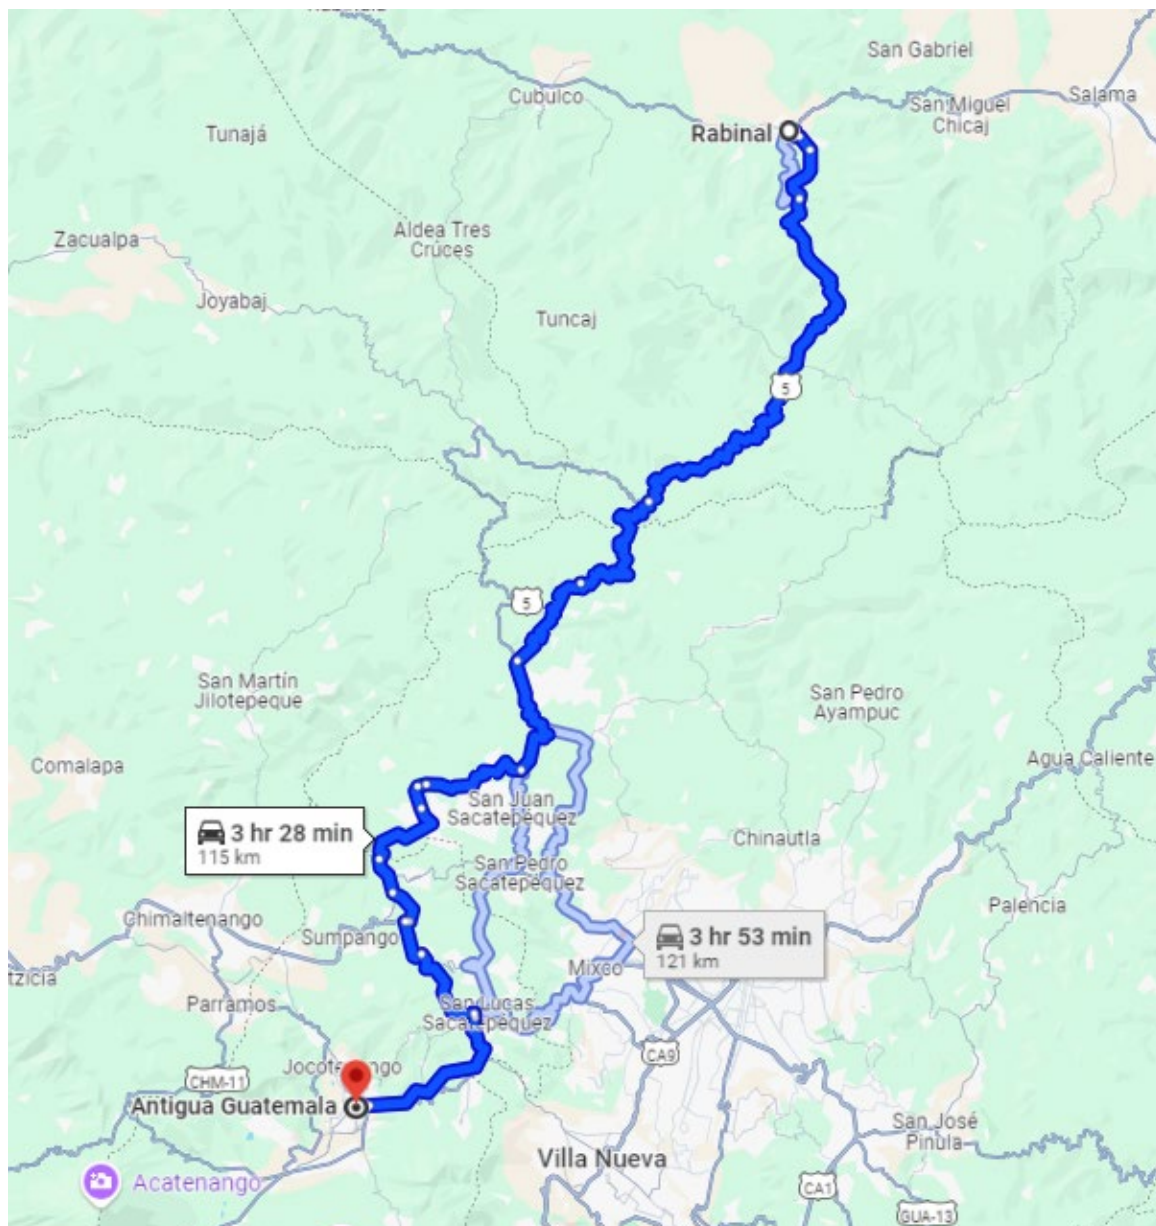 San Gabriel
Cubulco
Salama
San Miguel
Chicaj
Rabinal
Tunajá
Aldea Tres
Cruces
Zacualpa
Joyabaj
Tuncaj
5
5
San Martín
Jilotepeque
San Pedro
Ayampuc
Comalapa
Agua Caliente
San Juan
Sacatepéquez
3 hr 28 min
115 km
Chinautla
San Pedro
Sacatepéquez
Palencia
Chimaltenango
Sumpango
3 hr 53 min
121 km
Mixco
tzicía
Parramos
San Lucas
Sacatepéquez
CA9
Jocotenango
CHM-11
Antigua Guatemala
San José
Pinula
Villa Nueva
Acatenango
CA1
GUA-13